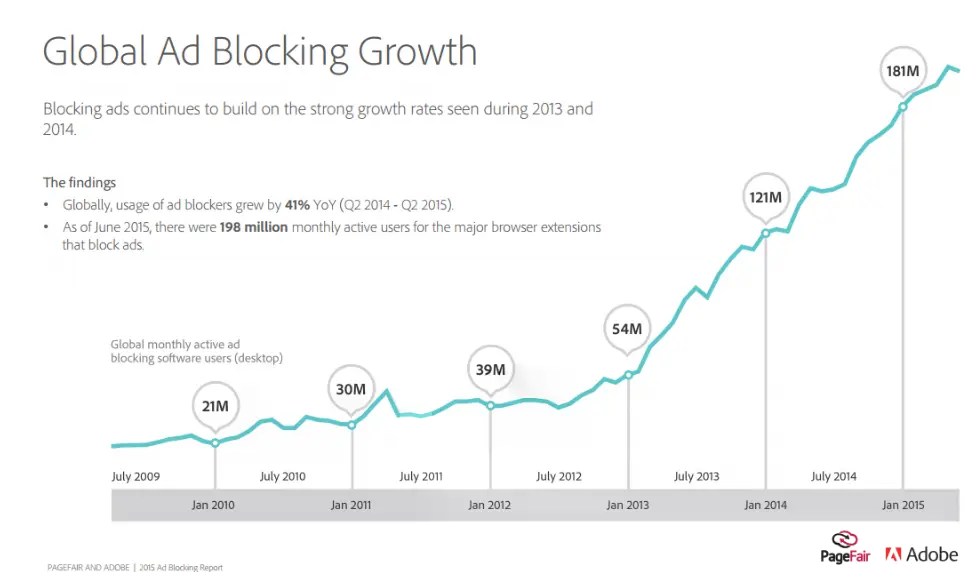 Global Ad Blocking Growth
Blocking ads continues to build on the strong growth rates seen during 2013 and
2014.
The findings
• Globally, usage of ad blockers grew by 41% YoY (Q2 2014 - Q2 2015).
• As of June 2015, there were 198 million monthly active users for the major browser extensions
that block ads.
Global monthly active ad
blocking software users (desktop)
21M
30M
39M
54M
121M
181M
July 2009
July 2010
July 2011
July 2012
July 2013
July 2014
Jan 2010
Jan 2011
Jan 2012
Jan 2013
Jan 2014
Jan 2015
PAGEFAIR AND ADOBE | 2015 Ad Blocking Report
PageFair
Adobe